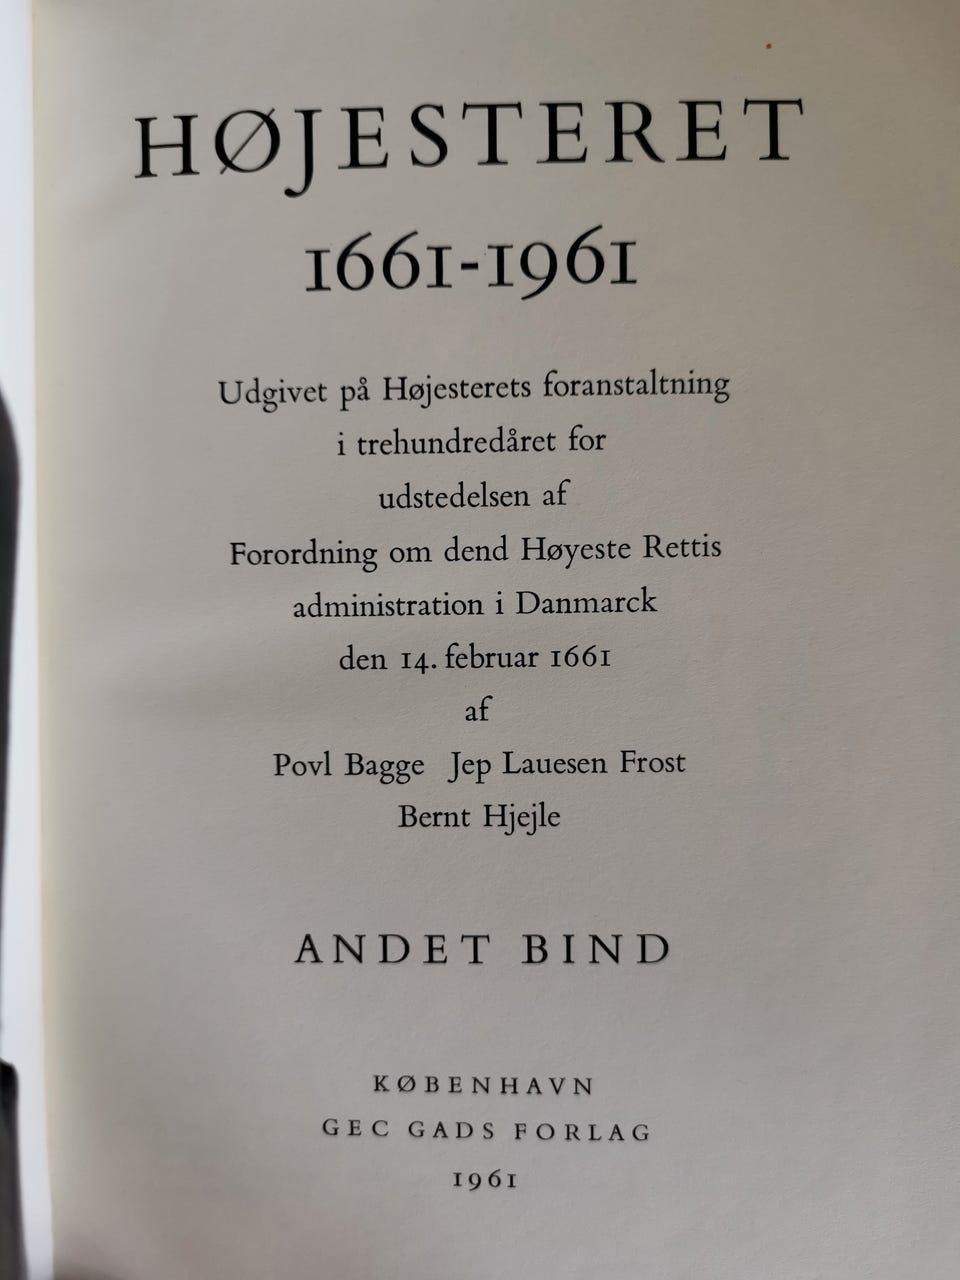 HØJESTERET
1661-1961
Udgivet på Højesterets foranstaltning
i trehundredåret for
udstedelsen af
Forordning om dend Høyeste Rettis
administration i Danmarck
den 14. februar 1661
af
Povl Bagge Jep Lauesen Frost
Bernt Hjejle
ANDET BIND
KØBENHAVN
GEC GADS FORLAG
1961